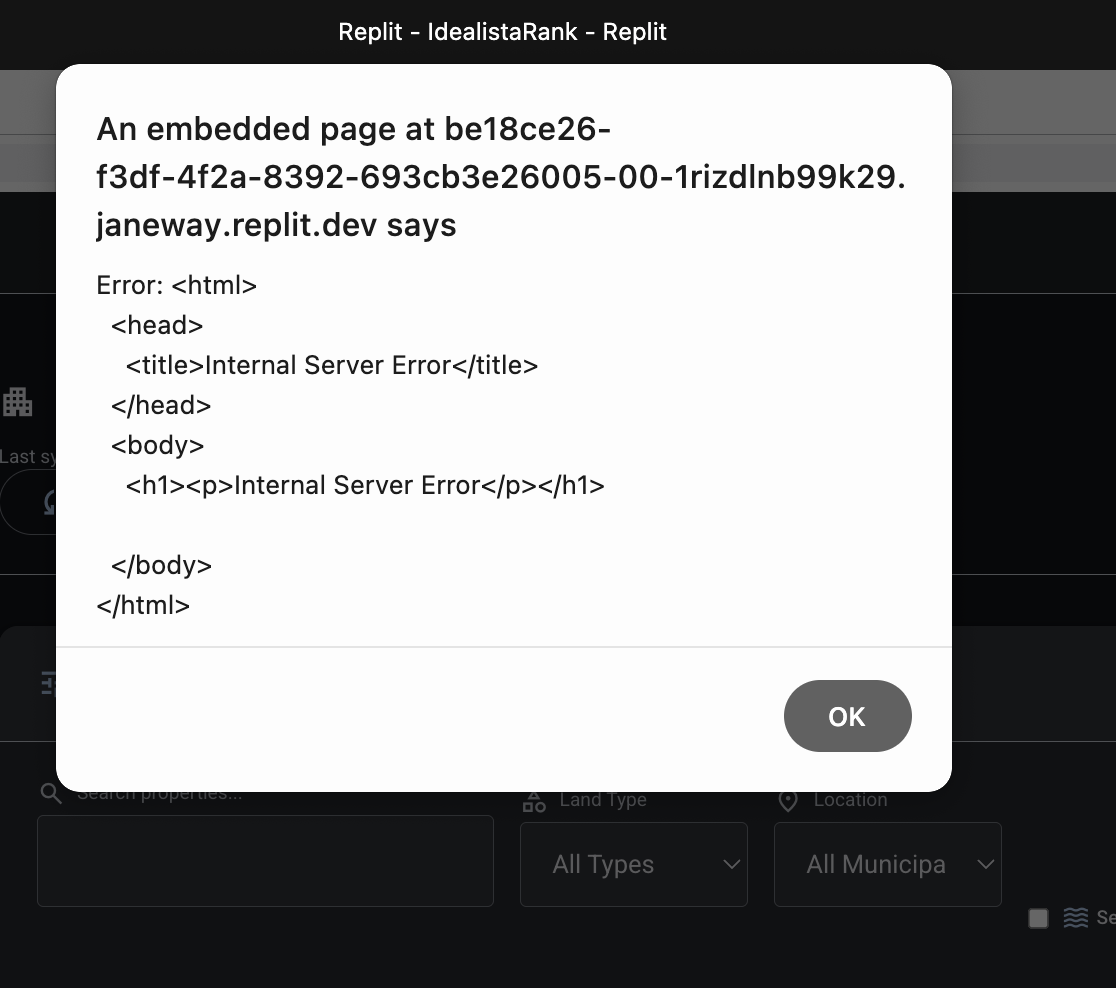 Replit - IdealistaRank - Replit
An embedded page at be18ce26-
f3df-4f2a-8392-693cb3e26005-00-1rizdlnb99k29.
janeway.replit.dev says
Error: <html>
  <head>
    <title>Internal Server Error</title>
  </head>
  <body>
    <h1><p>Internal Server Error</p></h1>

  </body>
</html>
OK
Last sy
Search properties...
Land Type
Location
All Types
All Municipa
Se